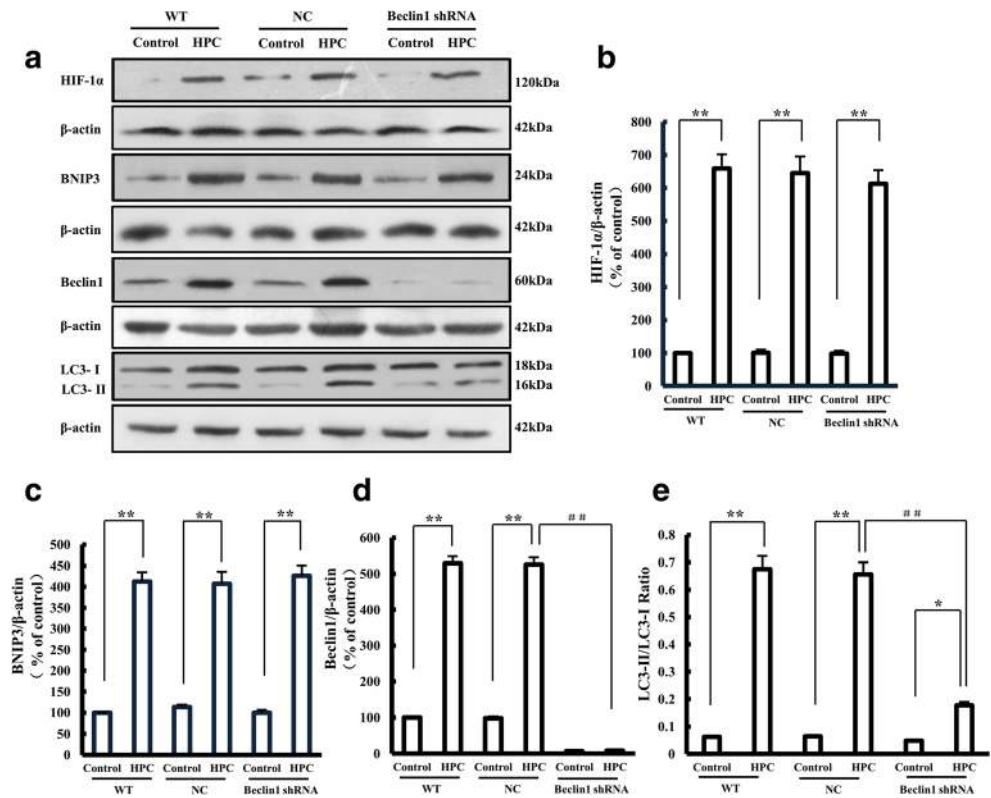 WT NC Beclin1 shRNA
Control HPC Control HPC Control HPC
a
HIF-1α 120kDa
β-actin 42kDa
BNIP3 24kDa
β-actin 42kDa
Beclin1 60kDa
β-actin 42kDa
LC3- I 18kDa
LC3- II 16kDa
β-actin 42kDa
b
** ** **
HIF-1α/β-actin
( % of control)
800
700
600
500
400
300
200
100
0
Control HPC Control HPC Control HPC
WT NC Beclin1 shRNA
c
** ** **
BNIP3/β-actin
( % of control)
500
450
400
350
300
250
200
150
100
50
0
Control HPC Control HPC Control HPC
WT NC Beclin1 shRNA
d
** ** ##
Beclin1/β-actin
( % of control)
600
500
400
300
200
100
0
Control HPC Control HPC Control HPC
WT NC Beclin1 shRNA
e
** ** ##
*
LC3-II/LC3-I Ratio
0.8
0.7
0.6
0.5
0.4
0.3
0.2
0.1
0
Control HPC Control HPC Control HPC
WT NC Beclin1 shRNA